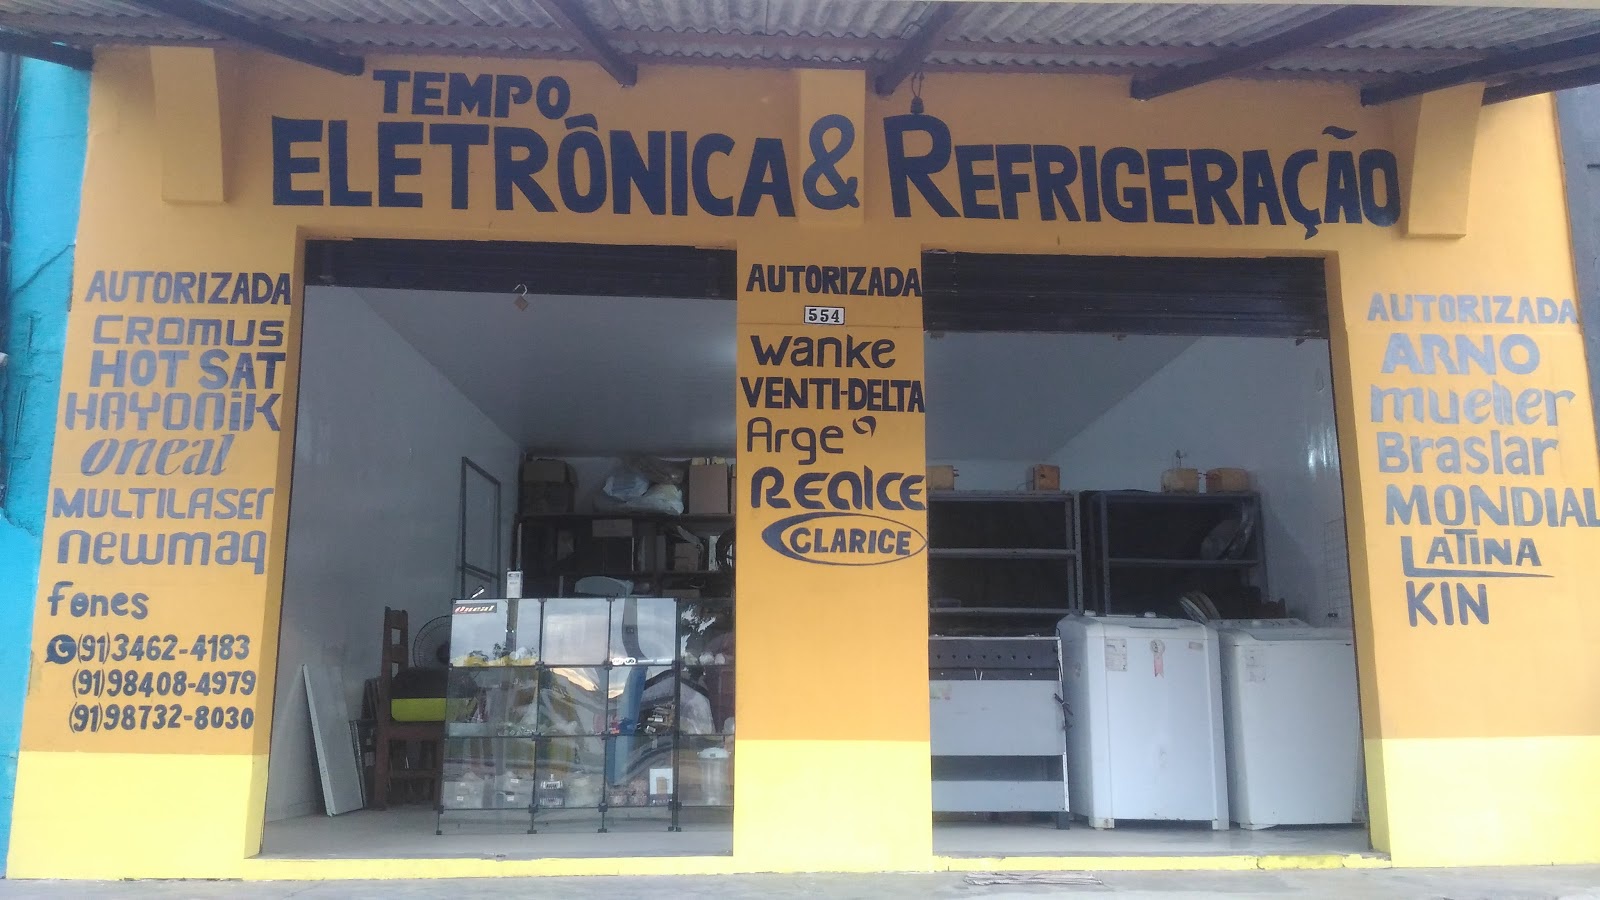 TEMPO
ELETRÔNICA & REFRIGERAÇÃO
AUTORIZADA
CROMUS
HOT SAT
HAYONIK
oneal
MULTILASER
newmaq
fones
(91)3462-4183
(91)98408-4979
(91)98732-8030
AUTORIZADA
554
wanke
VENTI-DELTA
Arge
Realce
CLARICE
AUTORIZADA
ARNO
mueller
Braslar
MONDIAL
LATINA
KIN
Oneal